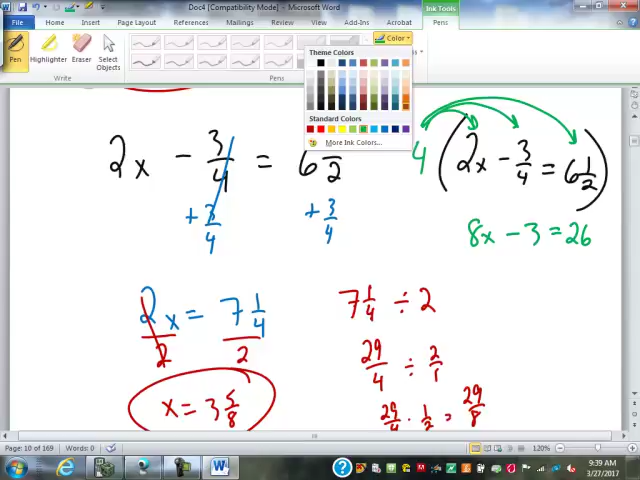 Doc4 [Compatibility Mode] - Microsoft Word
Ink Tools
File Home Insert Page Layout References Mailings Review View Add-Ins Acrobat Pens
Pen Highlighter Eraser Select Objects
Color
Write Pens
Theme Colors
Standard Colors
More Ink Colors...
2x - 3/4 = 6 /2
4 (2x - 3/4 = 6 1/2)
+ 3/4 + 3/4
8x - 3 = 26
2x = 7 1/4
2 2
7 1/4 ÷ 2
29/4 ÷ 2/1
x = 3 5/8
29/4 · 1/2 = 29/8
Page: 10 of 169 Words: 0 120%
9:39 AM
3/27/2017